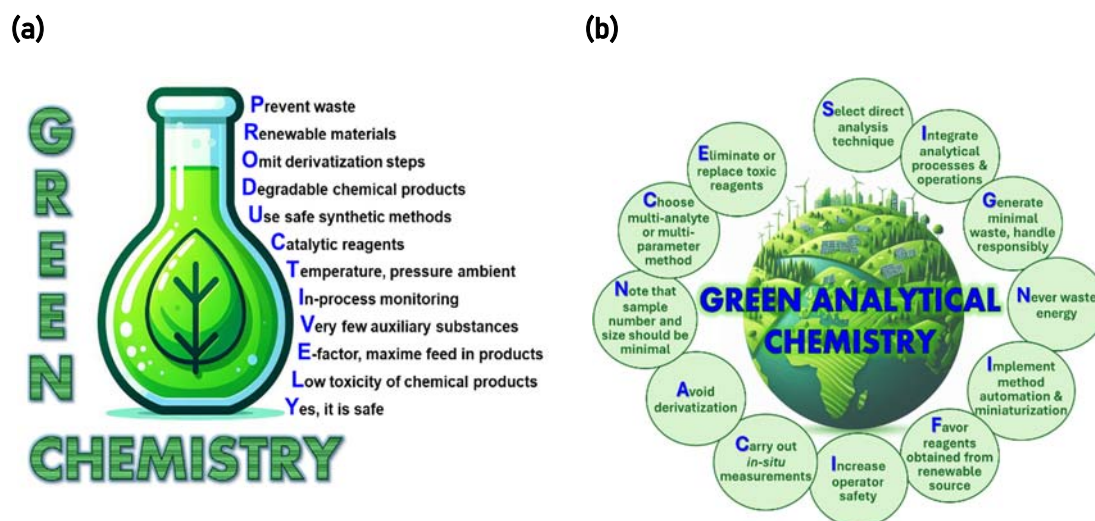 (a)
GREEN
CHEMISTRY
Prevent waste
Renewable materials
Omit derivatization steps
Degradable chemical products
Use safe synthetic methods
Catalytic reagents
Temperature, pressure ambient
In-process monitoring
Very few auxiliary substances
E-factor, maxime feed in products
Low toxicity of chemical products
Yes, it is safe
(b)
GREEN ANALYTICAL
CHEMISTRY
Select direct
analysis
technique
Integrate
analytical
processes &
operations
Generate
minimal
waste, handle
responsibly
Never waste
energy
Implement
method
automation &
miniaturization
Favor
reagents
obtained from
renewable
source
Increase
operator
safety
Carry out
in-situ
measurements
Avoid
derivatization
Note that
sample
number and
size should be
minimal
Choose
multi-analyte
or multi-
parameter
method
Eliminate or
replace toxic
reagents